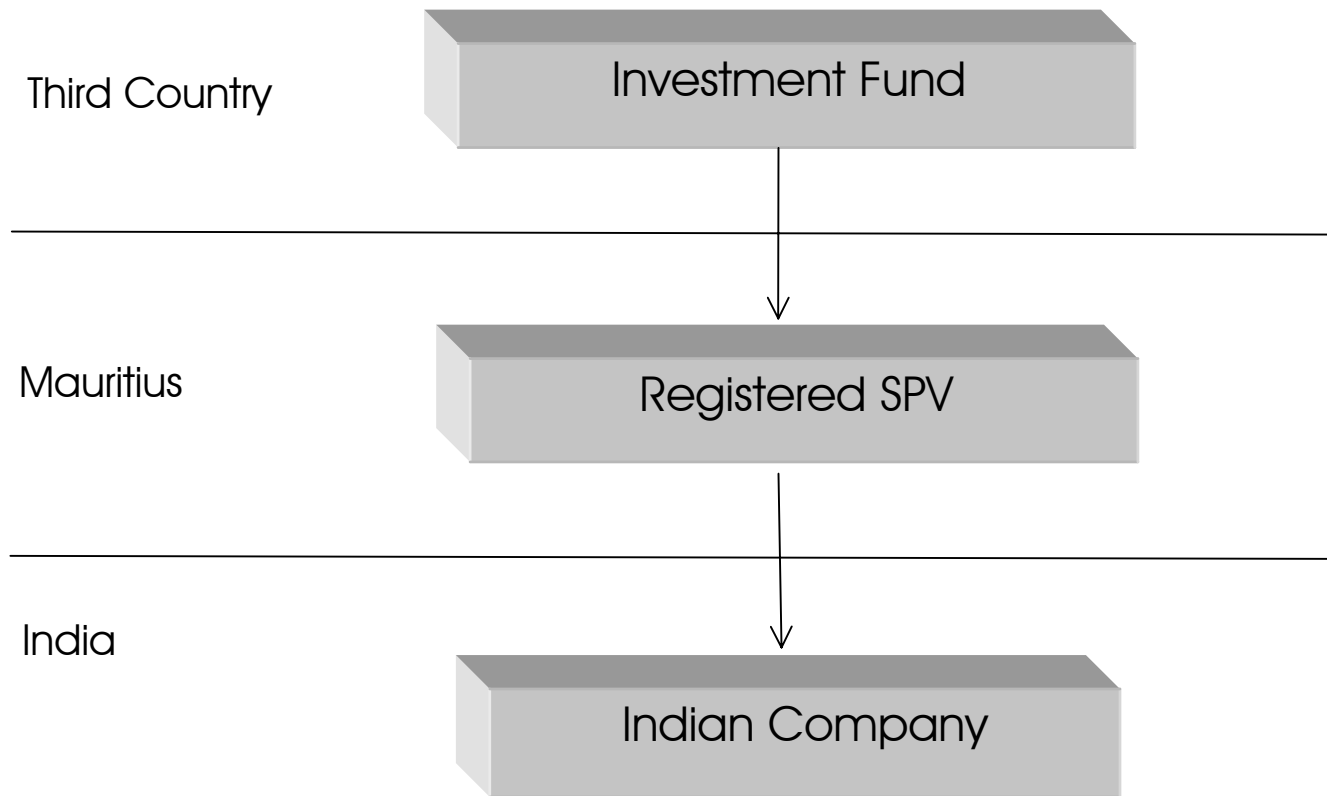 Third Country
Investment Fund
Mauritius
Registered SPV
India
Indian Company